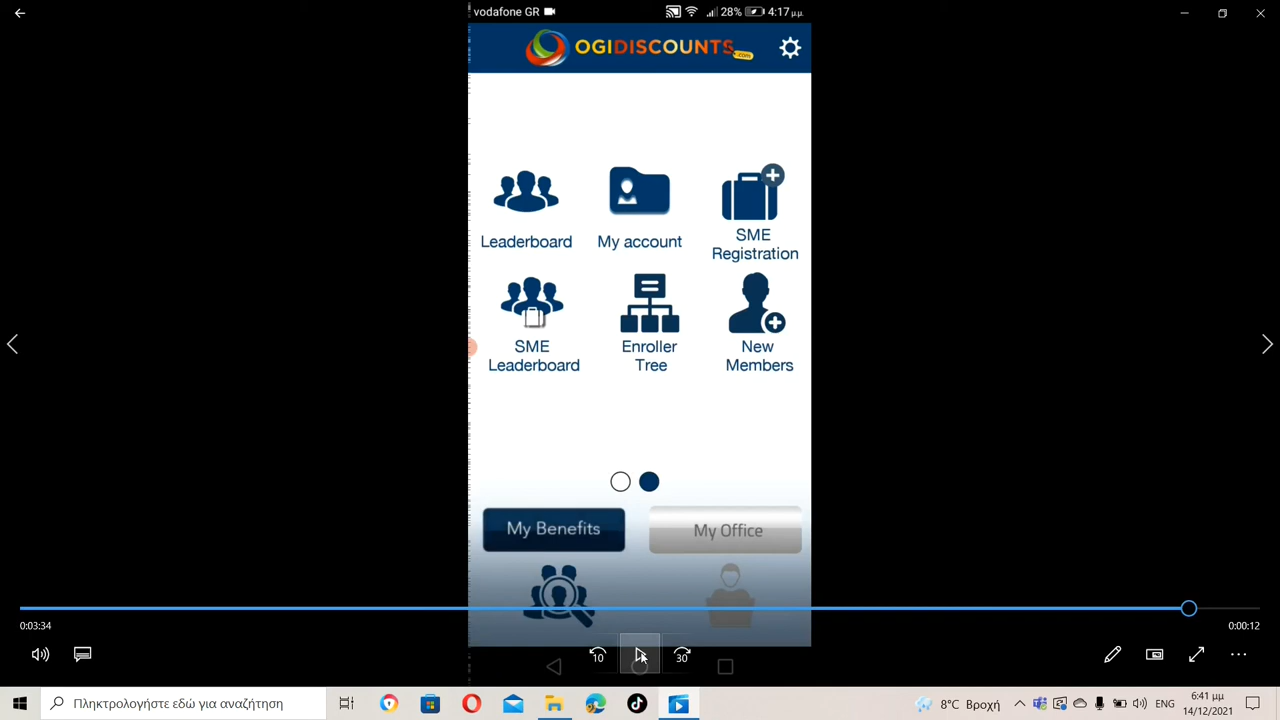 vodafone GR
28% 4:17 μμ
OGIDISCOUNTS
.com
Leaderboard
My account
SME
Registration
SME
Leaderboard
Enroller
Tree
New
Members
My Benefits
My Office
0:03:34
0:00:12
10
30
Πληκτρολογήστε εδώ για αναζήτηση
8°C Βροχή
ENG
6:41 μμ
14/12/2021